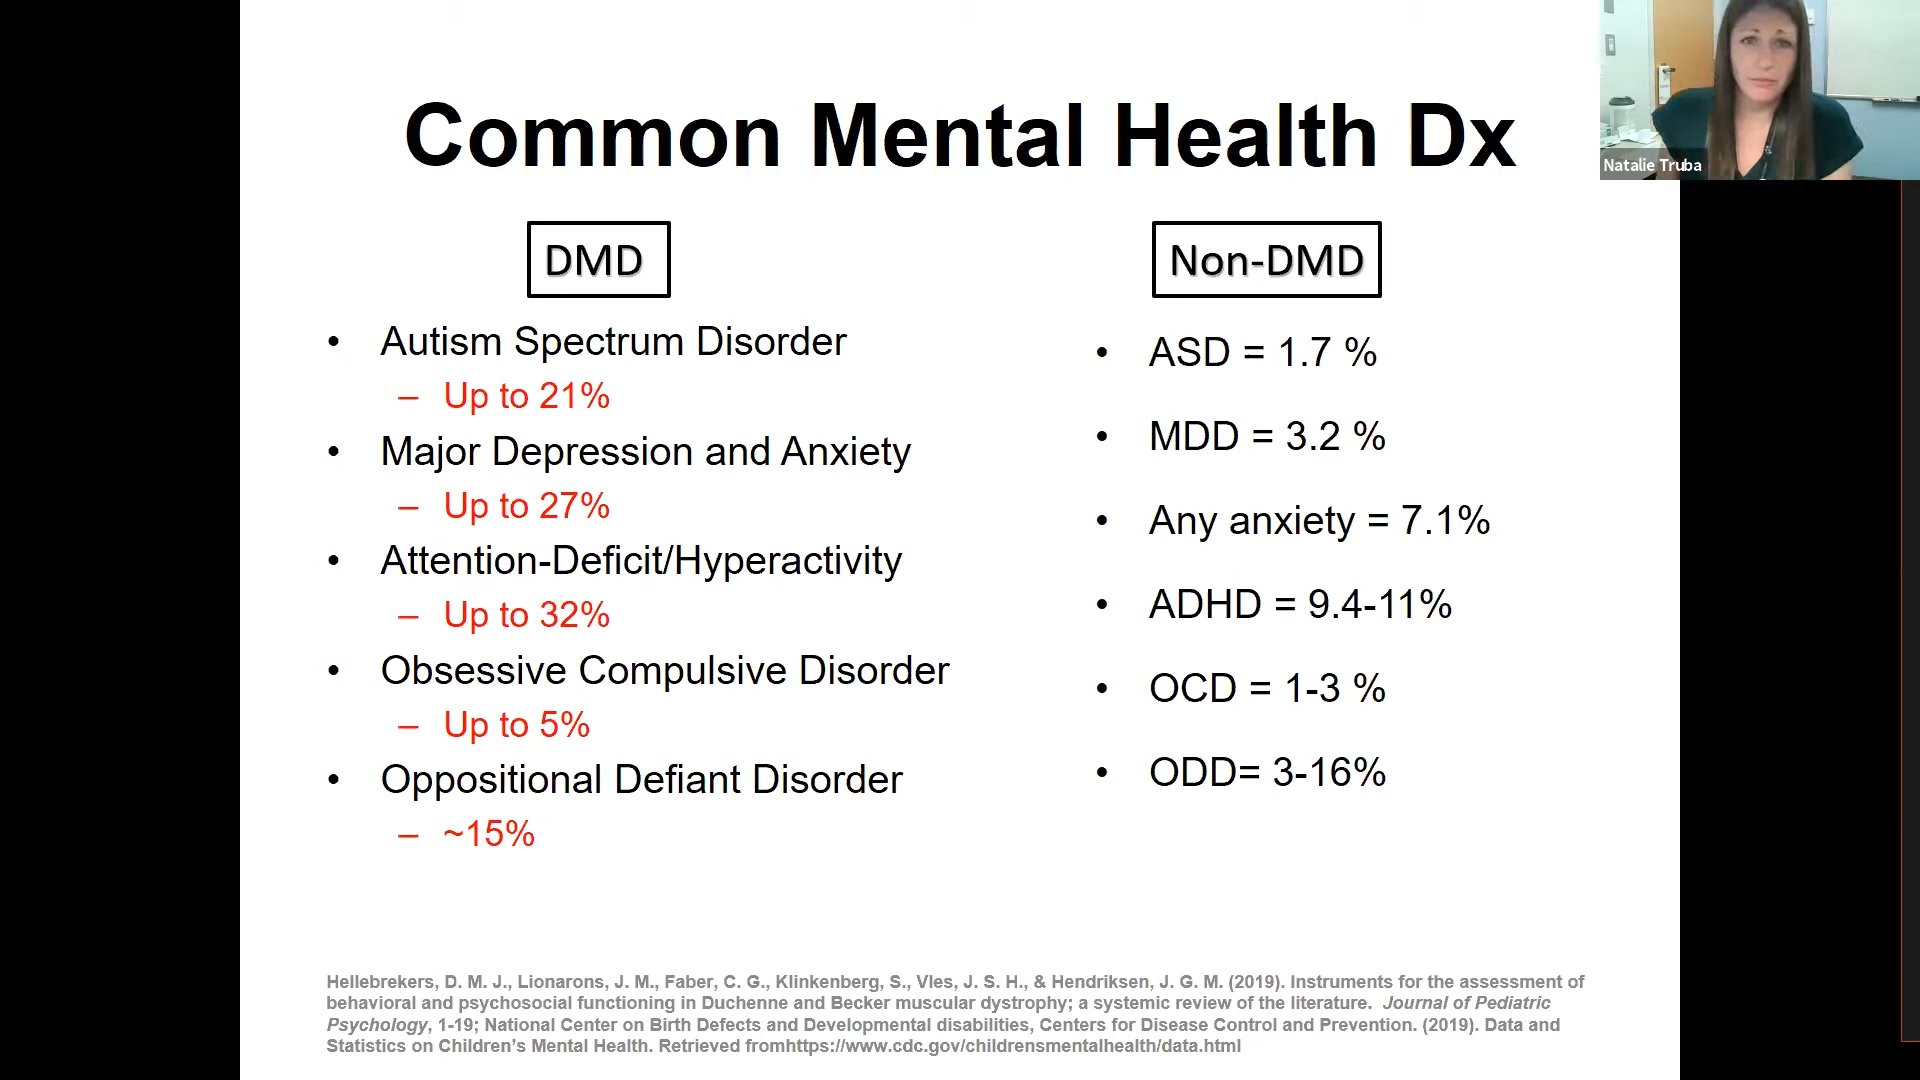 Common Mental Health Dx
Natalie Truba
DMD
• Autism Spectrum Disorder
– Up to 21%
• Major Depression and Anxiety
– Up to 27%
• Attention-Deficit/Hyperactivity
– Up to 32%
• Obsessive Compulsive Disorder
– Up to 5%
• Oppositional Defiant Disorder
– ~15%
Non-DMD
• ASD = 1.7 %
• MDD = 3.2 %
• Any anxiety = 7.1%
• ADHD = 9.4-11%
• OCD = 1-3 %
• ODD= 3-16%
Hellebrekers, D. M. J., Lionarons, J. M., Faber, C. G., Klinkenberg, S., Vles, J. S. H., & Hendriksen, J. G. M. (2019). Instruments for the assessment of
behavioral and psychosocial functioning in Duchenne and Becker muscular dystrophy; a systemic review of the literature. Journal of Pediatric
Psychology, 1-19; National Center on Birth Defects and Developmental disabilities, Centers for Disease Control and Prevention. (2019). Data and
Statistics on Children’s Mental Health. Retrieved fromhttps://www.cdc.gov/childrensmentalhealth/data.html